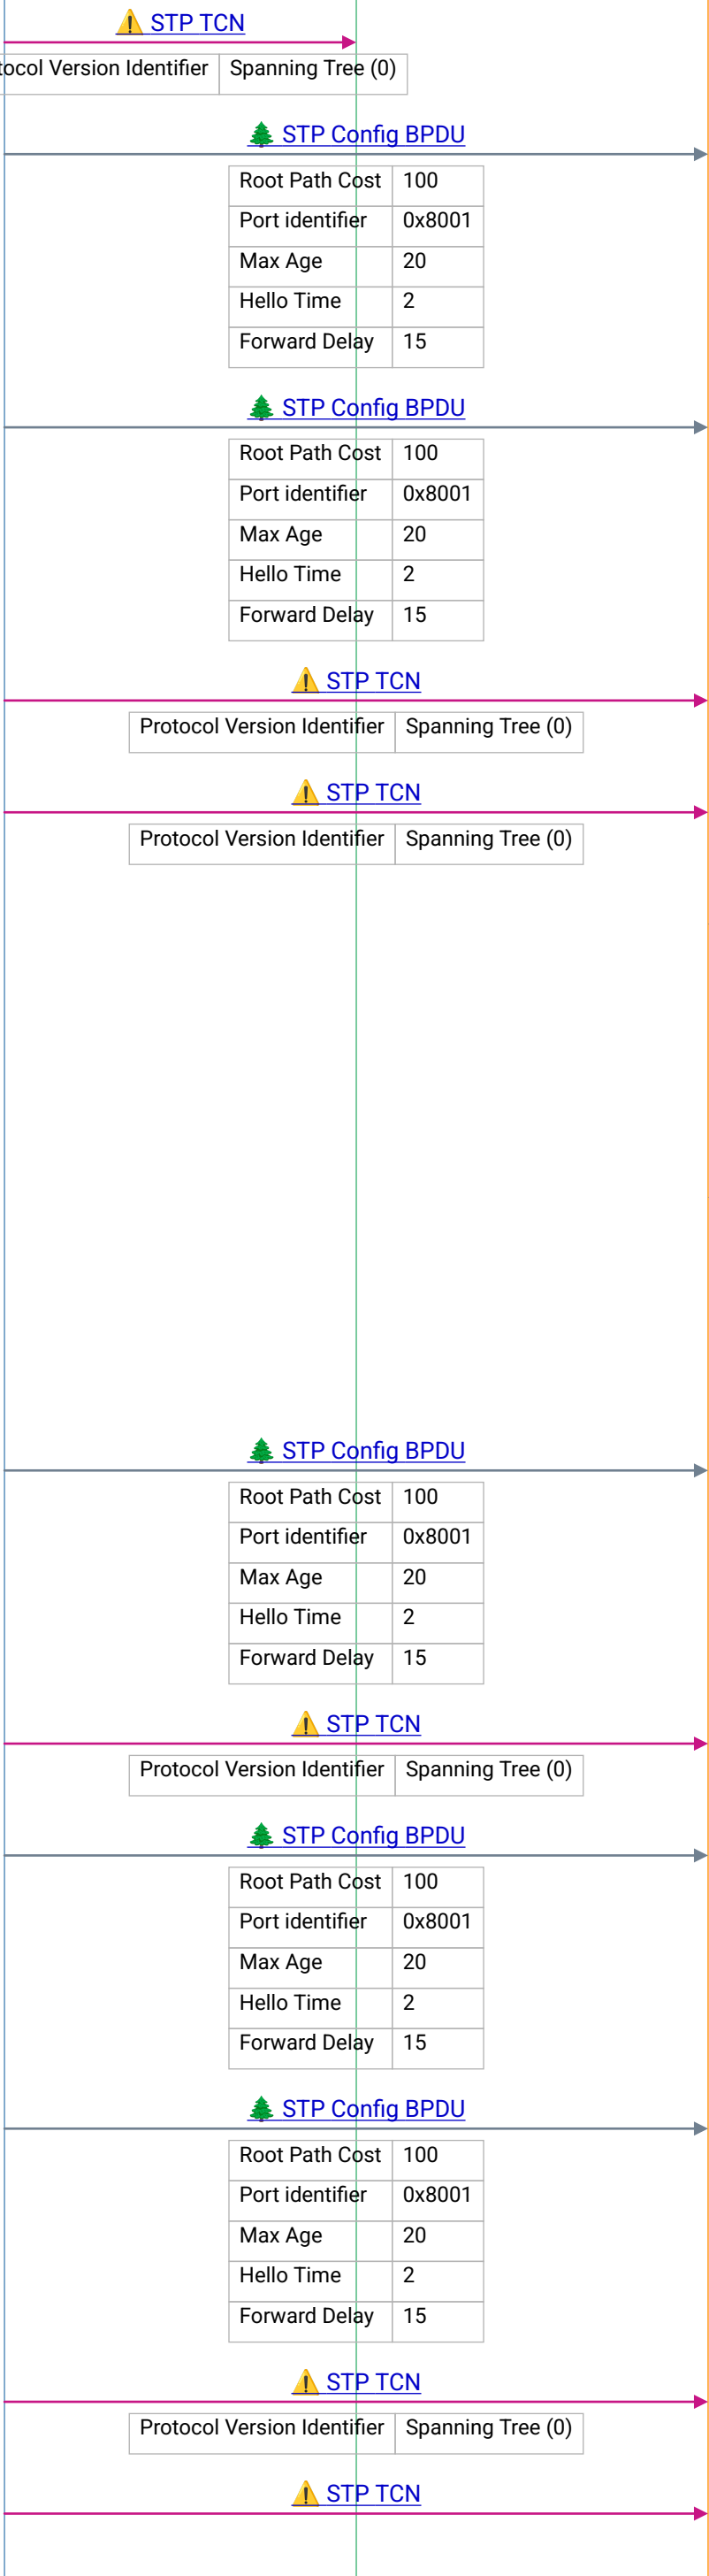 ⚠️ STP TCN
tocol Version Identifier Spanning Tree (0)
🌲 STP Config BPDU
Root Path Cost 100
Port identifier 0x8001
Max Age 20
Hello Time 2
Forward Delay 15
🌲 STP Config BPDU
Root Path Cost 100
Port identifier 0x8001
Max Age 20
Hello Time 2
Forward Delay 15
⚠️ STP TCN
Protocol Version Identifier Spanning Tree (0)
⚠️ STP TCN
Protocol Version Identifier Spanning Tree (0)
🌲 STP Config BPDU
Root Path Cost 100
Port identifier 0x8001
Max Age 20
Hello Time 2
Forward Delay 15
⚠️ STP TCN
Protocol Version Identifier Spanning Tree (0)
🌲 STP Config BPDU
Root Path Cost 100
Port identifier 0x8001
Max Age 20
Hello Time 2
Forward Delay 15
🌲 STP Config BPDU
Root Path Cost 100
Port identifier 0x8001
Max Age 20
Hello Time 2
Forward Delay 15
⚠️ STP TCN
Protocol Version Identifier Spanning Tree (0)
⚠️ STP TCN